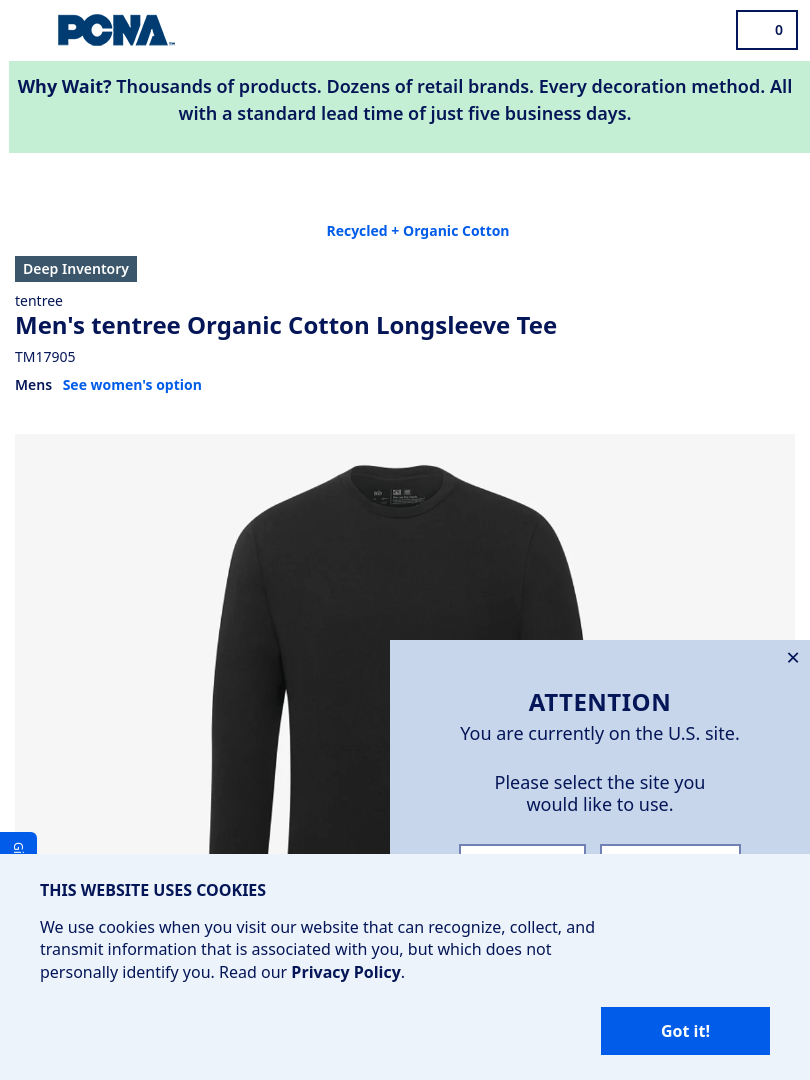 PCNA
0
Why Wait? Thousands of products. Dozens of retail brands. Every decoration method. All
with a standard lead time of just five business days.
Recycled + Organic Cotton
Deep Inventory
tentree
Men's tentree Organic Cotton Longsleeve Tee
TM17905
Mens See women's option
×
ATTENTION
You are currently on the U.S. site.
Please select the site you
would like to use.
THIS WEBSITE USES COOKIES
We use cookies when you visit our website that can recognize, collect, and
transmit information that is associated with you, but which does not
personally identify you. Read our Privacy Policy.
Got it!